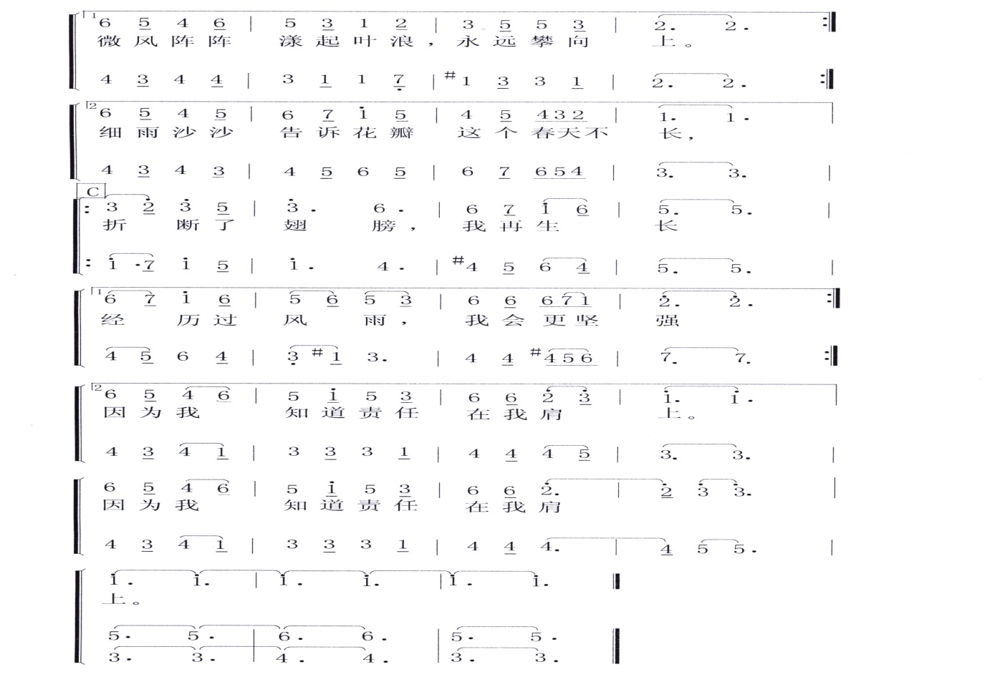 1 6 5 4 6 | 5 3 1 2 | 3 5 5 3 | 2. 2. :
微风阵阵 漾起叶浪，永远攀向 上。
4 3 4 4 | 3 1 1 7 | #1 3 3 1 | 2. 2. :
2 6 5 4 5 | 6 7 1 5 | 4 5 432 | 1. 1.
细雨沙沙 告诉花瓣 这个春天不 长，
4 3 4 3 | 4 5 6 5 | 6 7 654 | 3. 3. |
C
: 3 2 3 5 | 3. 6. | 6 7 1 6 | 5. 5. |
折 断了 翅 膀，我再生 长
: 1 ·7 1 5 | 1. 4. | #4 5 6 4 | 5. 5. |
1 6 7 1 6 | 5 6 5 3 | 6 6 671 | 2. 2. :
经 历过 风 雨，我会更坚 强
4 5 6 4 | 3 #1 3. | 4 4 #456 | 7. 7. :
2 6 5 4 6 | 5 1 5 3 | 6 6 2 3 | 1. 1. |
因为我 知道责任 在我肩 上。
4 3 4 1 | 3 3 3 1 | 4 4 4 5 | 3. 3. |
6 5 4 6 | 5 1 5 3 | 6 6 2. | 2 3 3. |
因为我 知道责任 在我肩
4 3 4 1 | 3 3 3 1 | 4 4 4. | 4 5 5. |
1. 1. | 1. 1. | 1. 1.
上。
5. 5. | 6. 6. | 5. 5.
3. 3. | 4. 4. | 3. 3.